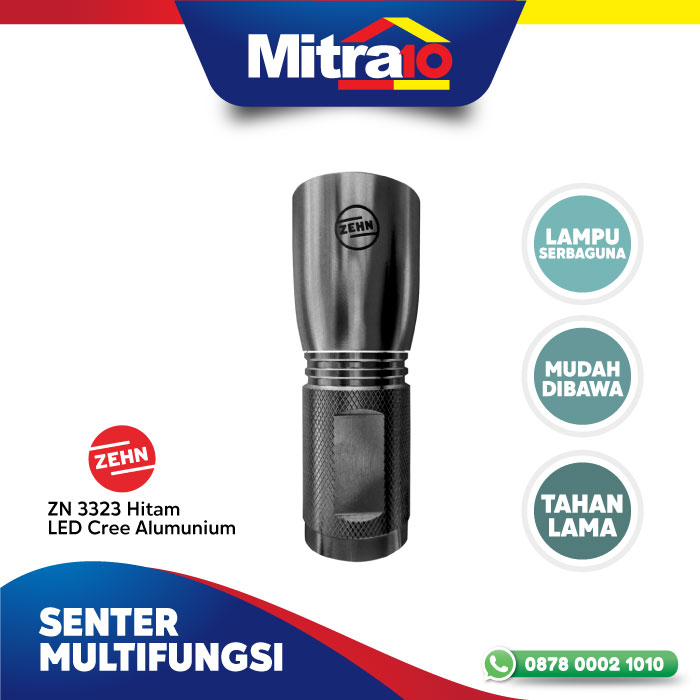 Mitra10
ZEHN
LAMPU
SERBAGUNA
MUDAH
DIBAWA
TAHAN
LAMA
ZEHN
ZN 3323 Hitam
LED Cree Alumunium
SENTER
MULTIFUNGSI
0878 0002 1010